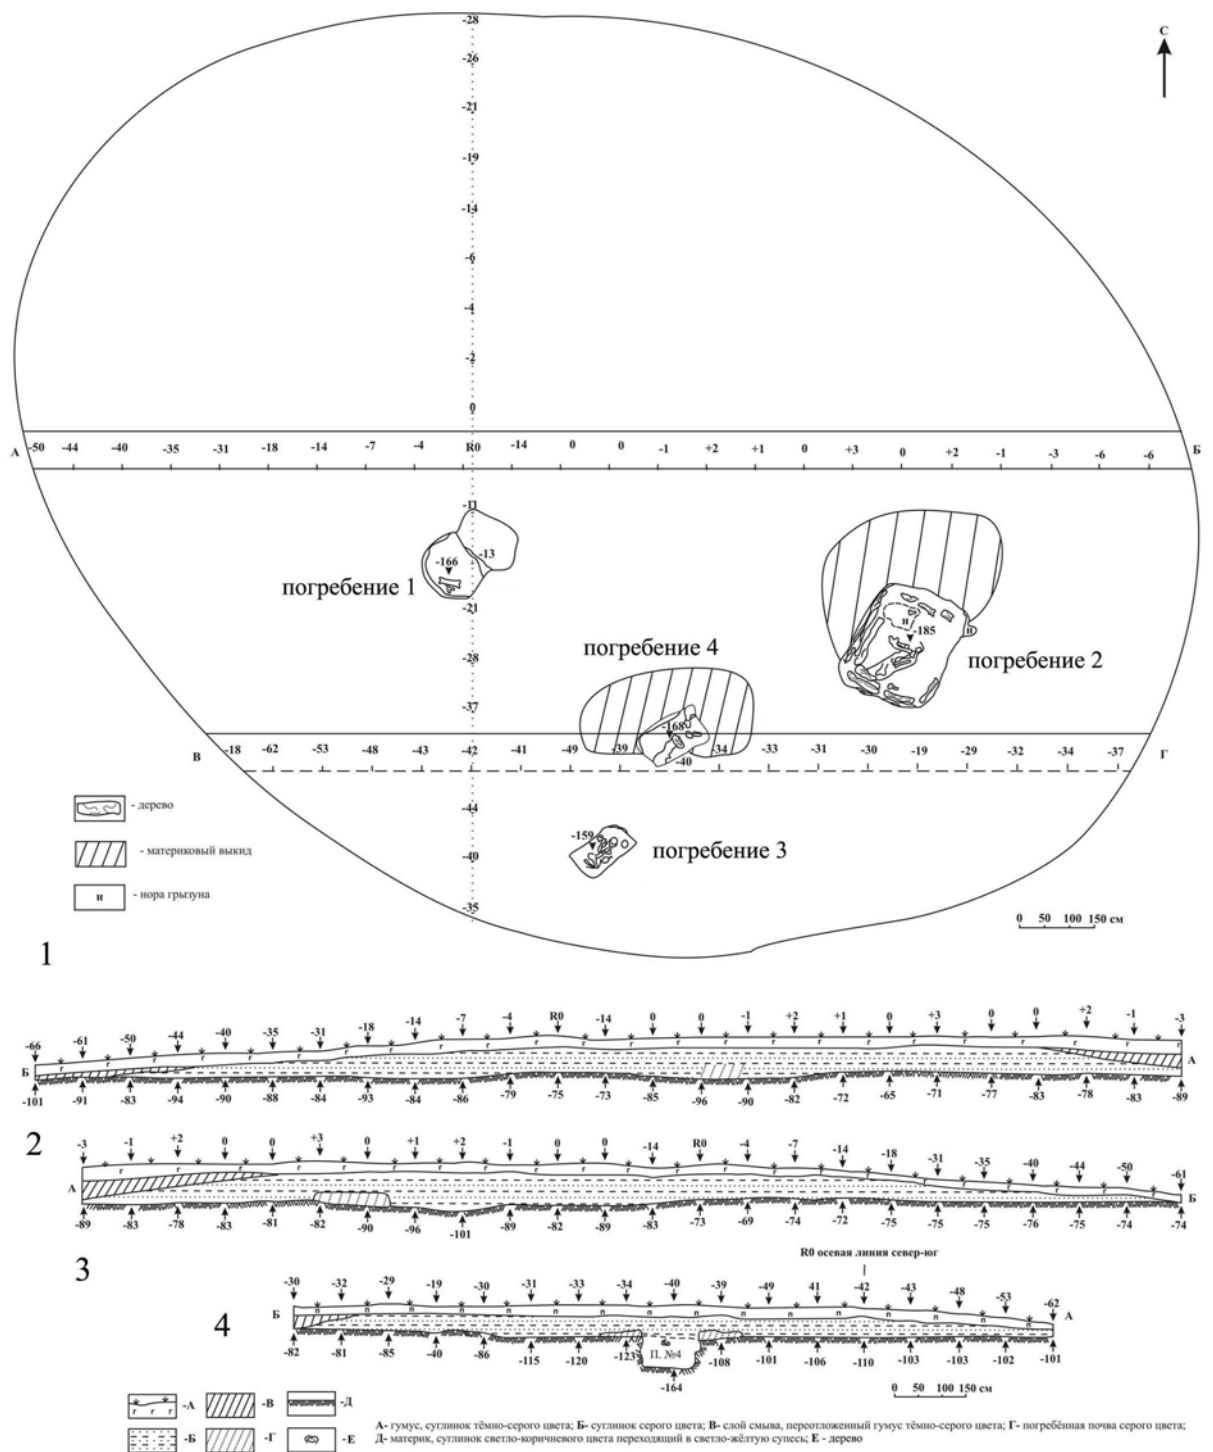 -28
-26
-21
-19
-14
-6
-4
-2
0
С
А -50 -44 -40 -35 -31 -18 -14 -7 -4 R0 -14 0 0 -1 +2 +1 0 +3 0 +2 -1 -3 -6 -6 Б
-11
-13
-166
погребение 1
-21
н
н
-185
погребение 2
погребение 4
-28
-37
-168
В -18 -62 -53 -48 -43 -42 -41 -49 -39 -40 -34 -33 -31 -30 -19 -29 -32 -34 -37 Г
- дерево
-44
-159
погребение 3
- материковый выкид
-40
н - нора грызуна
-35
0 50 100 150 см
1
-66 -61 -50 -44 -40 -35 -31 -18 -14 -7 -4 R0 -14 0 0 -1 +2 +1 0 +3 0 0 +2 -1 -3
г г г г г г г г г г г г г г г г г г г г г г г г
Б А
-101 -91 -83 -94 -90 -88 -84 -93 -84 -86 -79 -75 -73 -85 -96 -90 -82 -72 -65 -71 -77 -83 -78 -83 -89
2
-3 -1 +2 0 0 +3 0 +1 +2 -1 0 0 -14 R0 -4 -7 -14 -18 -31 -35 -40 -44 -50 -61
г г г г г г г г г г г г г г г г г г г г г г г
А Б
-89 -83 -78 -83 -81 -82 -90 -96 -101 -89 -82 -89 -83 -73 -69 -74 -72 -75 -75 -75 -76 -75 -74 -74
3
R0 осевая линия север-юг
-30 -32 -29 -19 -30 -31 -33 -34 -40 -39 -49 41 -42 -43 -48 -53 -62
п п п п п п п п п п п п п п п п
4 Б А
П. №4
-82 -81 -85 -40 -86 -115 -120 -123 -164 -108 -101 -106 -110 -103 -103 -102 -101
0 50 100 150 см
г г г -А -В -Д
-Б -Г -Е
А- гумус, суглинок тёмно-серого цвета; Б- суглинок серого цвета; В- слой смыва, переотложенный гумус тёмно-серого цвета; Г- погребённая почва серого цвета;
Д- материк, суглинок светло-коричневого цвета переходящий в светло-жёлтую супесь; Е - дерево